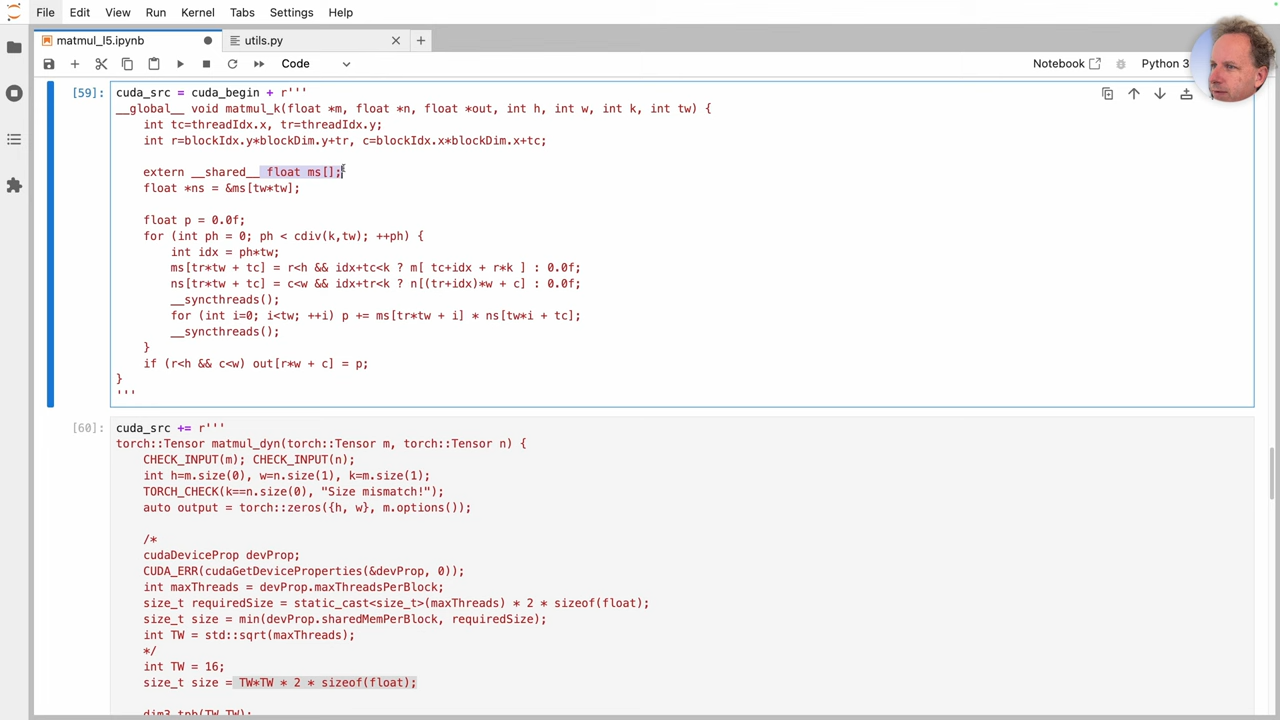 File Edit View Run Kernel Tabs Settings Help
matmul_l5.ipynb utils.py
Code Notebook Python 3
[59]: cuda_src = cuda_begin + r'''
__global__ void matmul_k(float *m, float *n, float *out, int h, int w, int k, int tw) {
    int tc=threadIdx.x, tr=threadIdx.y;
    int r=blockIdx.y*blockDim.y+tr, c=blockIdx.x*blockDim.x+tc;
    extern __shared__ float ms[];
    float *ns = &ms[tw*tw];
    float p = 0.0f;
    for (int ph = 0; ph < cdiv(k,tw); ++ph) {
        int idx = ph*tw;
        ms[tr*tw + tc] = r<h && idx+tc<k ? m[ tc+idx + r*k ] : 0.0f;
        ns[tr*tw + tc] = c<w && idx+tr<k ? n[(tr+idx)*w + c] : 0.0f;
        __syncthreads();
        for (int i=0; i<tw; ++i) p += ms[tr*tw + i] * ns[tw*i + tc];
        __syncthreads();
    }
    if (r<h && c<w) out[r*w + c] = p;
}
'''
[60]: cuda_src += r'''
torch::Tensor matmul_dyn(torch::Tensor m, torch::Tensor n) {
    CHECK_INPUT(m); CHECK_INPUT(n);
    int h=m.size(0), w=n.size(1), k=m.size(1);
    TORCH_CHECK(k==n.size(0), "Size mismatch!");
    auto output = torch::zeros({h, w}, m.options());
    /*
    cudaDeviceProp devProp;
    CUDA_ERR(cudaGetDeviceProperties(&devProp, 0));
    int maxThreads = devProp.maxThreadsPerBlock;
    size_t requiredSize = static_cast<size_t>(maxThreads) * 2 * sizeof(float);
    size_t size = min(devProp.sharedMemPerBlock, requiredSize);
    int TW = std::sqrt(maxThreads);
    */
    int TW = 16;
    size_t size = TW*TW * 2 * sizeof(float);
    dim3 tpb(TW,TW);